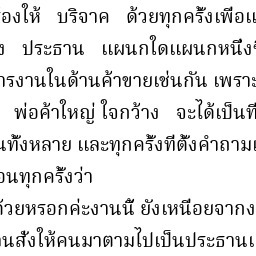 องให้ บริจาค ด้วยทุกครั้งเพื่อแ
ง ประธาน แผนกใดแผนกหนึ่ง
ารงานในด้านค้าขายเช่นกัน เพรา
พ่อค้าใหญ่ ใจกว้าง จะได้เป็นที่
นทั้งหลาย และทุกครั้งที่ตั้งคำถาม
อนทุกครั้งว่า
ด้วยหรอกค่ะงานนี้ ยังเหนื่อยจากง
วนสั่งให้คนมาตามไปเป็นประธานเ